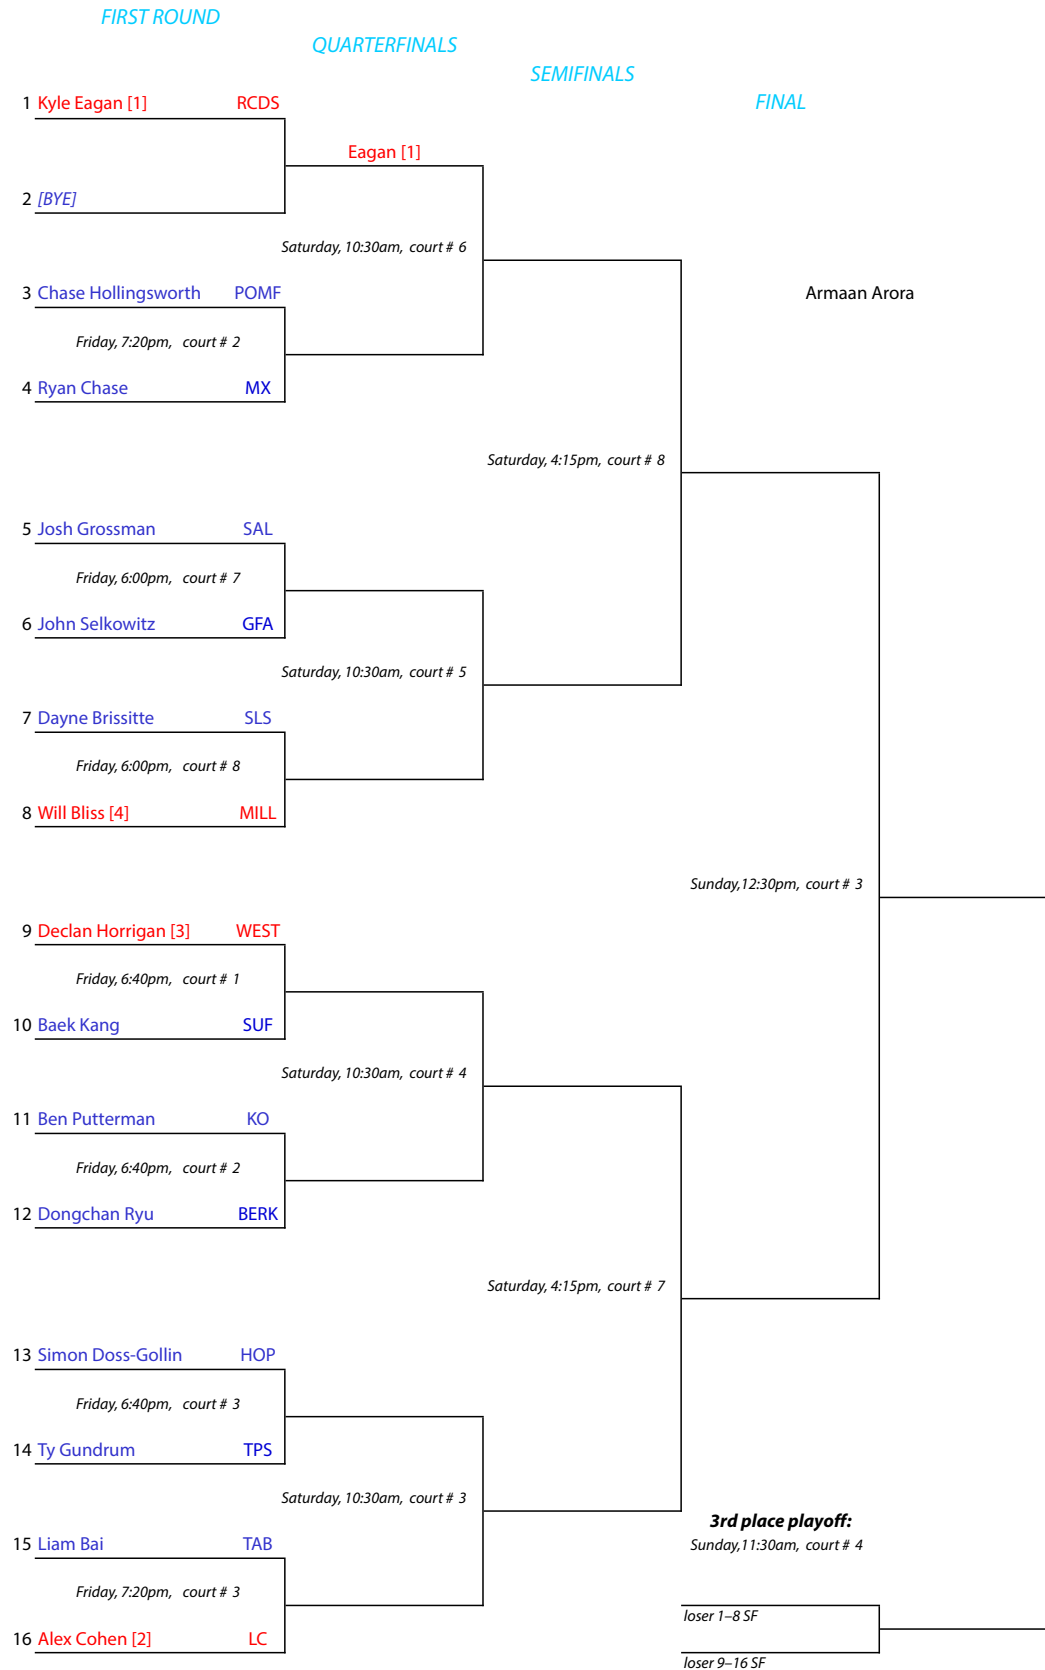 FIRST ROUND
QUARTERFINALS
SEMIFINALS
FINAL
1 Kyle Eagan [1] RCDS
Eagan [1]
2 [BYE]
Saturday, 10:30am, court # 6
3 Chase Hollingsworth POMF
Armaan Arora
Friday, 7:20pm, court # 2
4 Ryan Chase MX
Saturday, 4:15pm, court # 8
5 Josh Grossman SAL
Friday, 6:00pm, court # 7
6 John Selkowitz GFA
Saturday, 10:30am, court # 5
7 Dayne Brissitte SLS
Friday, 6:00pm, court # 8
8 Will Bliss [4] MILL
Sunday,12:30pm, court # 3
9 Declan Horrigan [3] WEST
Friday, 6:40pm, court # 1
10 Baek Kang SUF
Saturday, 10:30am, court # 4
11 Ben Putterman KO
Friday, 6:40pm, court # 2
12 Dongchan Ryu BERK
Saturday, 4:15pm, court # 7
13 Simon Doss-Gollin HOP
Friday, 6:40pm, court # 3
14 Ty Gundrum TPS
Saturday, 10:30am, court # 3
3rd place playoff:
Sunday,11:30am, court # 4
15 Liam Bai TAB
Friday, 7:20pm, court # 3
loser 1–8 SF
16 Alex Cohen [2] LC
loser 9–16 SF